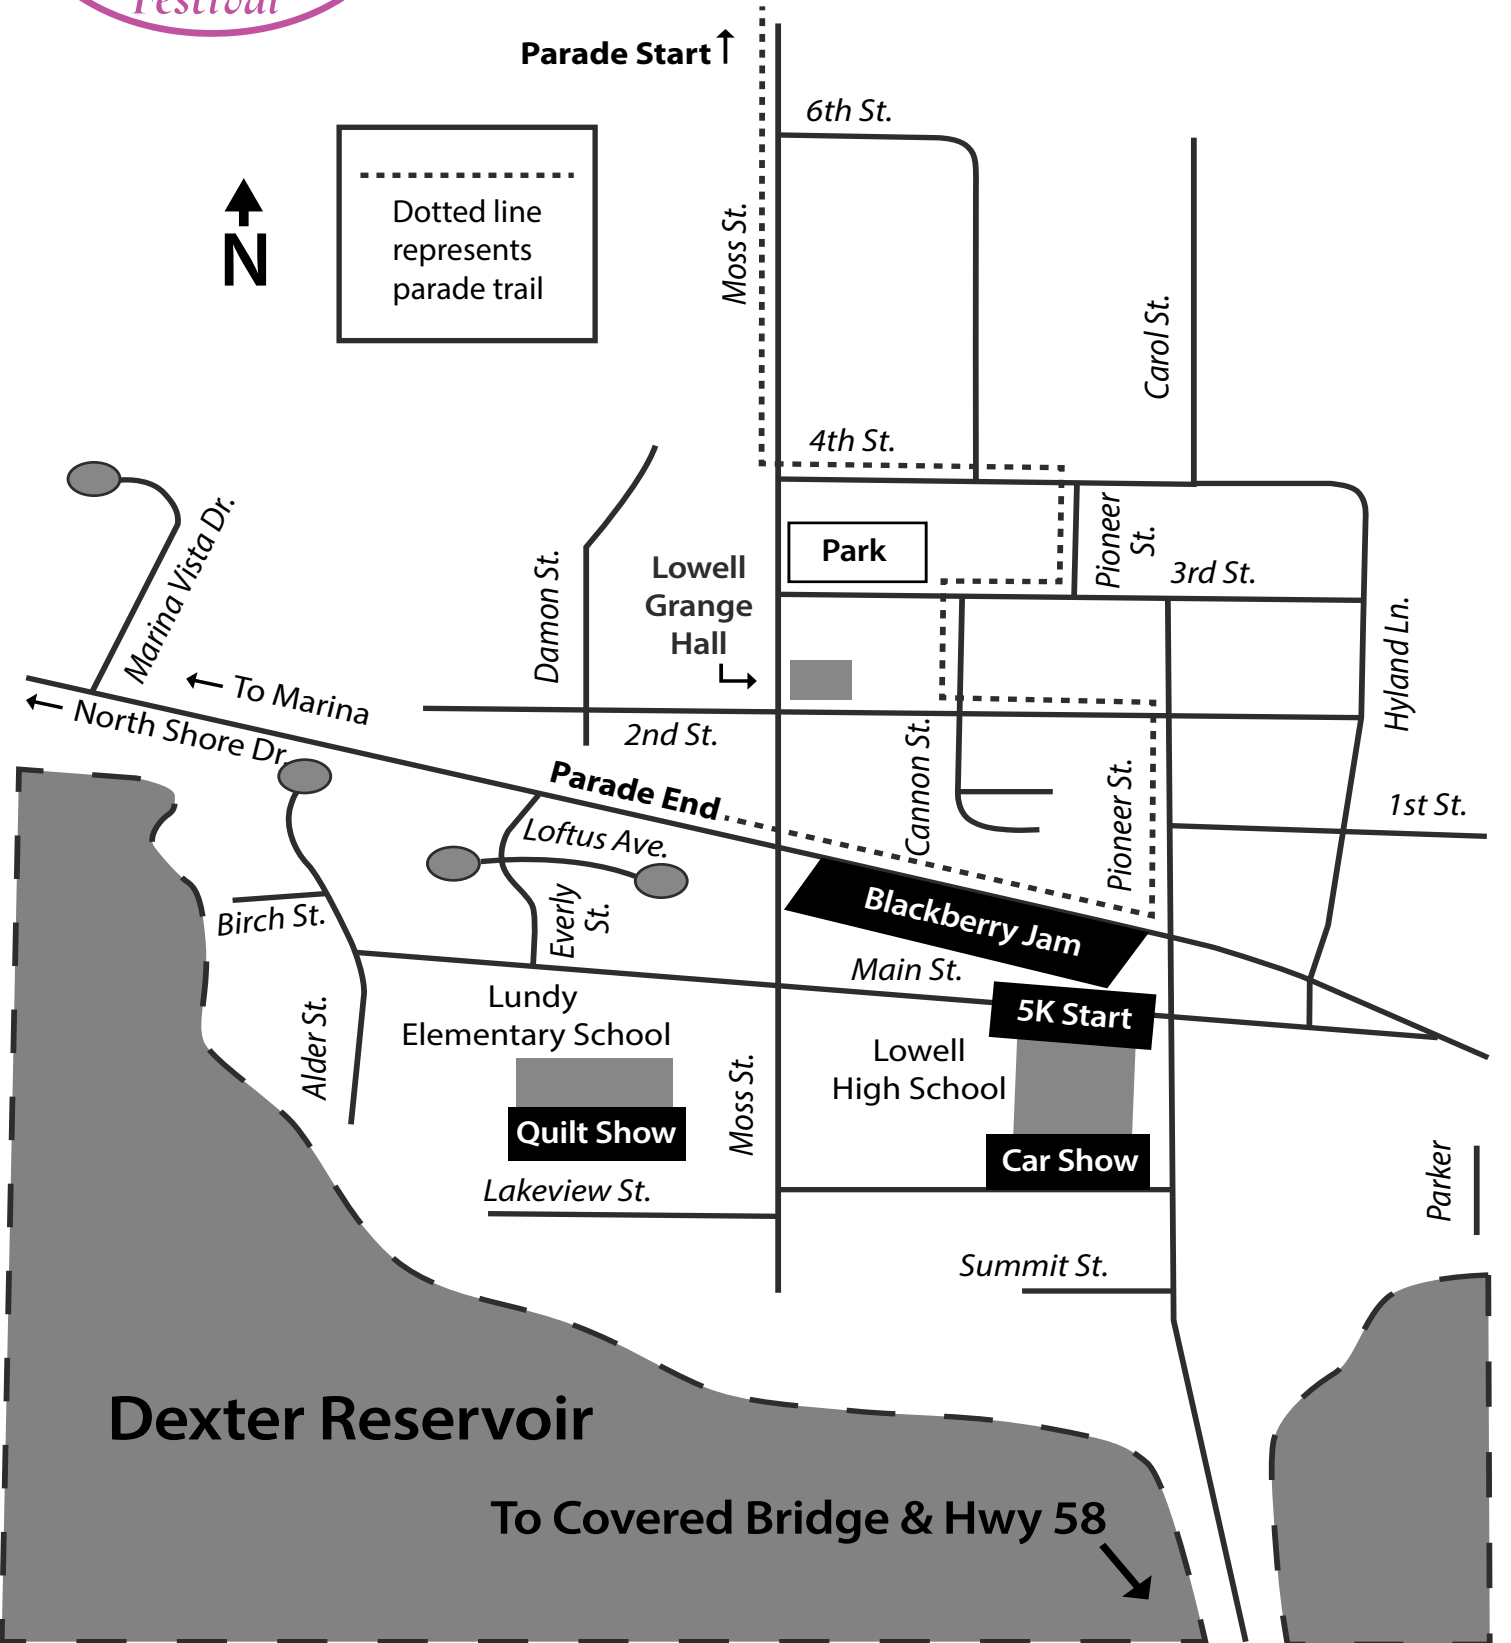 Festival
Parade Start
6th St.
Dotted line
represents
parade trail
N
Moss St.
Carol St.
4th St.
Marina Vista Dr.
Pioneer
St.
Park
3rd St.
Damon St.
Lowell
Grange
Hall
Hyland Ln.
To Marina
North Shore Dr.
2nd St.
Cannon St.
Pioneer St.
Parade End
1st St.
Loftus Ave.
Birch St.
Everly
St.
Blackberry Jam
Main St.
Lundy
Elementary School
5K Start
Alder St.
Lowell
High School
Moss St.
Quilt Show
Car Show
Parker
Lakeview St.
Summit St.
Dexter Reservoir
To Covered Bridge & Hwy 58